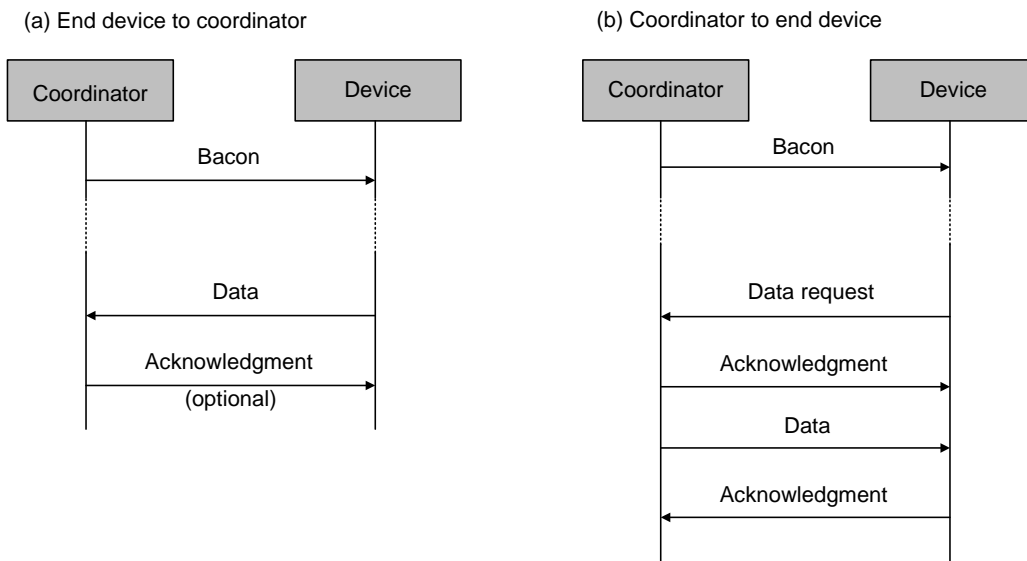 (a) End device to coordinator
Coordinator
Device
Bacon
Data
Acknowledgment
(optional)
(b) Coordinator to end device
Coordinator
Device
Bacon
Data request
Acknowledgment
Data
Acknowledgment